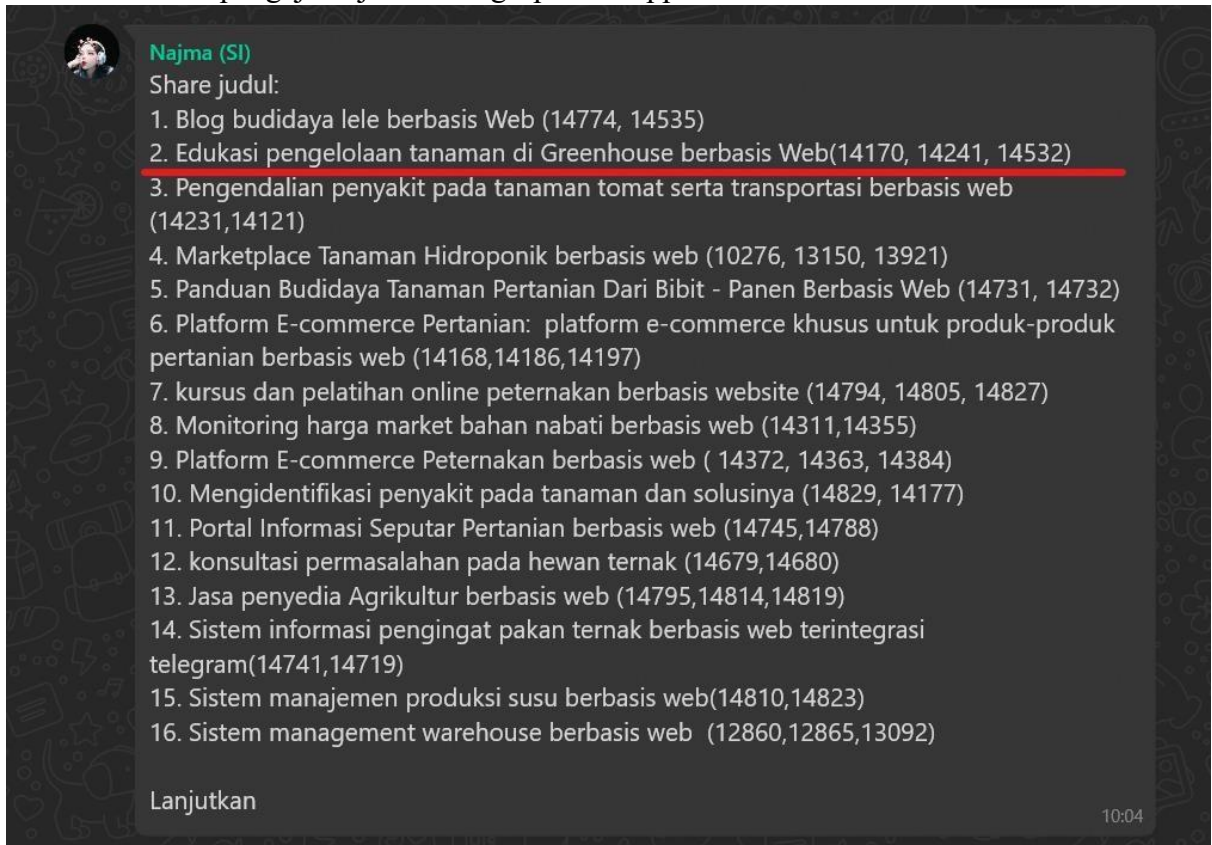 Najma (SI)
Share judul:
1. Blog budidaya lele berbasis Web (14774, 14535)
2. Edukasi pengelolaan tanaman di Greenhouse berbasis Web(14170, 14241, 14532)
3. Pengendalian penyakit pada tanaman tomat serta transportasi berbasis web
(14231,14121)
4. Marketplace Tanaman Hidroponik berbasis web (10276, 13150, 13921)
5. Panduan Budidaya Tanaman Pertanian Dari Bibit - Panen Berbasis Web (14731, 14732)
6. Platform E-commerce Pertanian:  platform e-commerce khusus untuk produk-produk
pertanian berbasis web (14168,14186,14197)
7. kursus dan pelatihan online peternakan berbasis website (14794, 14805, 14827)
8. Monitoring harga market bahan nabati berbasis web (14311,14355)
9. Platform E-commerce Peternakan berbasis web ( 14372, 14363, 14384)
10. Mengidentifikasi penyakit pada tanaman dan solusinya (14829, 14177)
11. Portal Informasi Seputar Pertanian berbasis web (14745,14788)
12. konsultasi permasalahan pada hewan ternak (14679,14680)
13. Jasa penyedia Agrikultur berbasis web (14795,14814,14819)
14. Sistem informasi pengingat pakan ternak berbasis web terintegrasi
telegram(14741,14719)
15. Sistem manajemen produksi susu berbasis web(14810,14823)
16. Sistem management warehouse berbasis web  (12860,12865,13092)
Lanjutkan
10:04